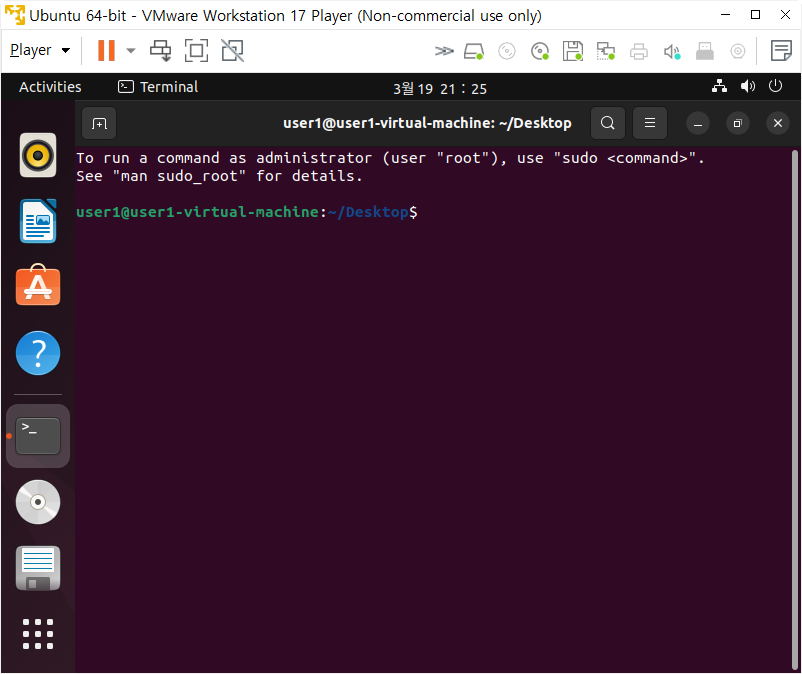 Ubuntu 64-bit - VMware Workstation 17 Player (Non-commercial use only)
Player
Activities
Terminal
3월 19 21 : 25
user1@user1-virtual-machine: ~/Desktop
To run a command as administrator (user "root"), use "sudo <command>".
See "man sudo_root" for details.
user1@user1-virtual-machine:~/Desktop$